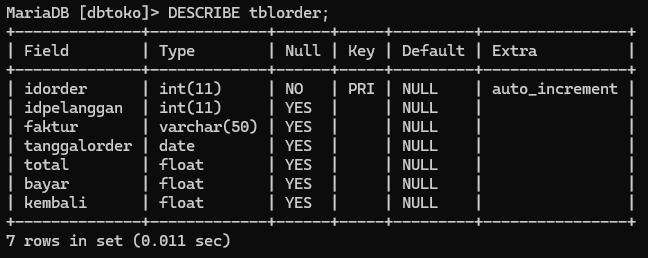 MariaDB [dbtoko]> DESCRIBE tblorder;
+--------------+-------------+------+-----+---------+----------------+
| Field        | Type        | Null | Key | Default | Extra          |
+--------------+-------------+------+-----+---------+----------------+
| idorder      | int(11)     | NO   | PRI | NULL    | auto_increment |
| idpelanggan  | int(11)     | YES  |     | NULL    |                |
| faktur       | varchar(50) | YES  |     | NULL    |                |
| tanggalorder | date        | YES  |     | NULL    |                |
| total        | float       | YES  |     | NULL    |                |
| bayar        | float       | YES  |     | NULL    |                |
| kembali      | float       | YES  |     | NULL    |                |
+--------------+-------------+------+-----+---------+----------------+
7 rows in set (0.011 sec)